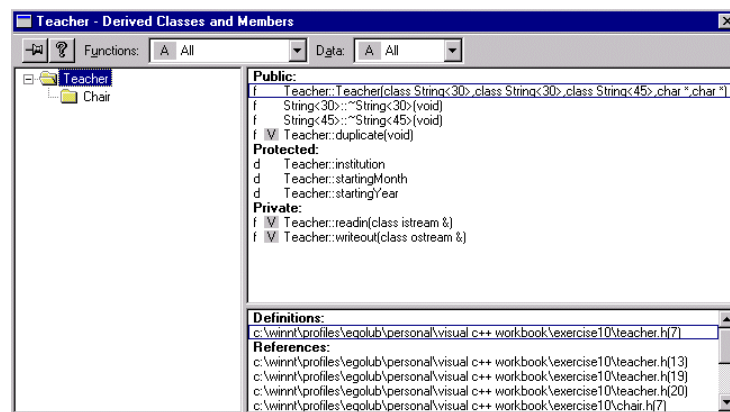 Teacher - Derived Classes and Members
Functions: A All Data: A All
Teacher
Chair
Public:
f Teacher::Teacher(class String<30>,class String<30>,class String<45>,char *,char *)
f String<30>::~String<30>(void)
f String<45>::~String<45>(void)
f V Teacher::duplicate(void)
Protected:
d Teacher::institution
d Teacher::startingMonth
d Teacher::startingYear
Private:
f V Teacher::readin(class istream &)
f V Teacher::writeout(class ostream &)
Definitions:
c:\winnt\profiles\egolub\personal\visual c++ workbook\exercise10\teacher.h(7)
References:
c:\winnt\profiles\egolub\personal\visual c++ workbook\exercise10\teacher.h(13)
c:\winnt\profiles\egolub\personal\visual c++ workbook\exercise10\teacher.h(19)
c:\winnt\profiles\egolub\personal\visual c++ workbook\exercise10\teacher.h(20)
c:\winnt\profiles\egolub\personal\visual c++ workbook\exercise10\chair.h(7)